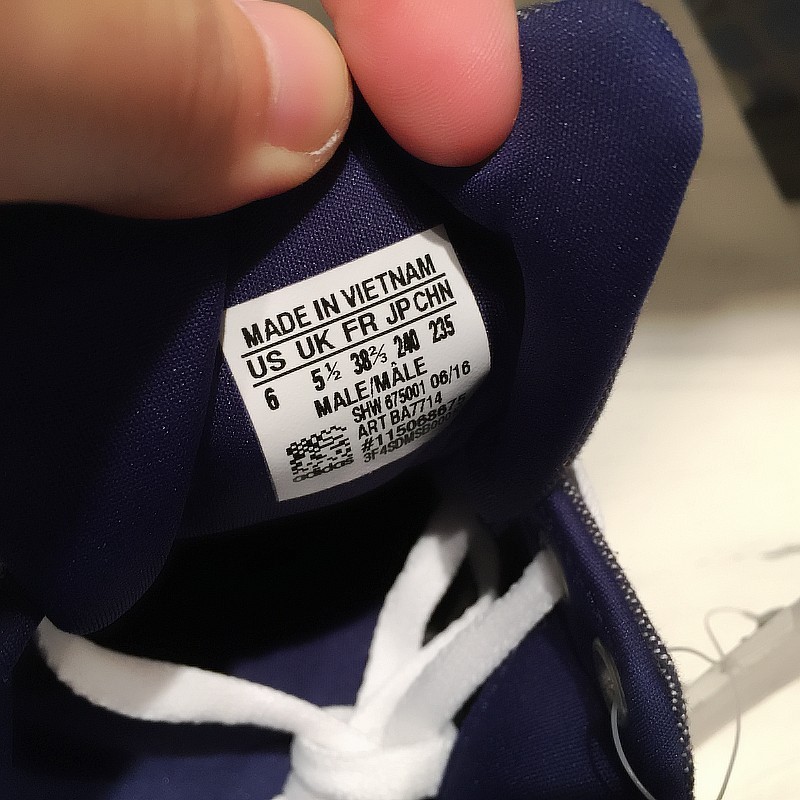 MADE IN VIETNAM
US UK FR JP CHN
6 5½ 38⅔ 240 235
MALE/MÂLE
SHW 675001 06/16
ART BA7714
#115068675
adidas